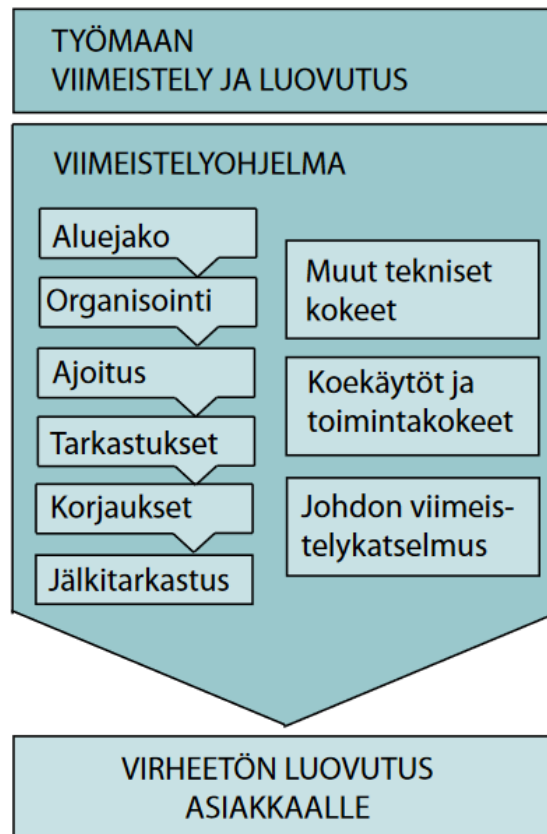 TYÖMAAN
VIIMEISTELY JA LUOVUTUS
VIIMEISTELYOHJELMA
Aluejako
Organisointi
Ajoitus
Tarkastukset
Korjaukset
Jälkitarkastus
Muut tekniset
kokeet
Koekäytöt ja
toimintakokeet
Johdon viimeis-
telykatselmus
VIRHEETÖN LUOVUTUS
ASIAKKAALLE